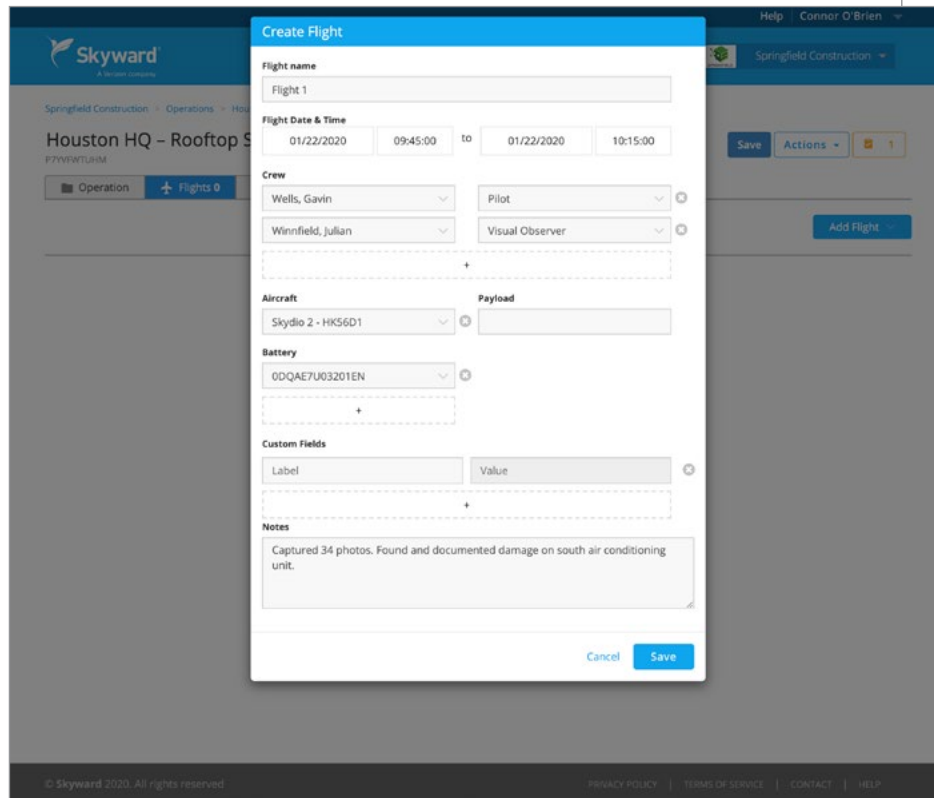 Help Connor O'Brien
Create Flight
Skyward
A Verizon company
Springfield Construction
Flight name
Flight 1
Springfield Construction Operations Hou
Flight Date & Time
Houston HQ – Rooftop S
01/22/2020 09:45:00 to 01/22/2020 10:15:00
Save Actions 1
P7YVFWTUHM
Crew
Operation Flights 0
Wells, Gavin Pilot
Winnfield, Julian Visual Observer
Add Flight
+
Aircraft Payload
Skydio 2 - HK56D1
Battery
0DQAE7U03201EN
+
Custom Fields
Label Value
+
Notes
Captured 34 photos. Found and documented damage on south air conditioning
unit.
Cancel Save
© Skyward 2020. All rights reserved
PRIVACY POLICY | TERMS OF SERVICE | CONTACT | HELP